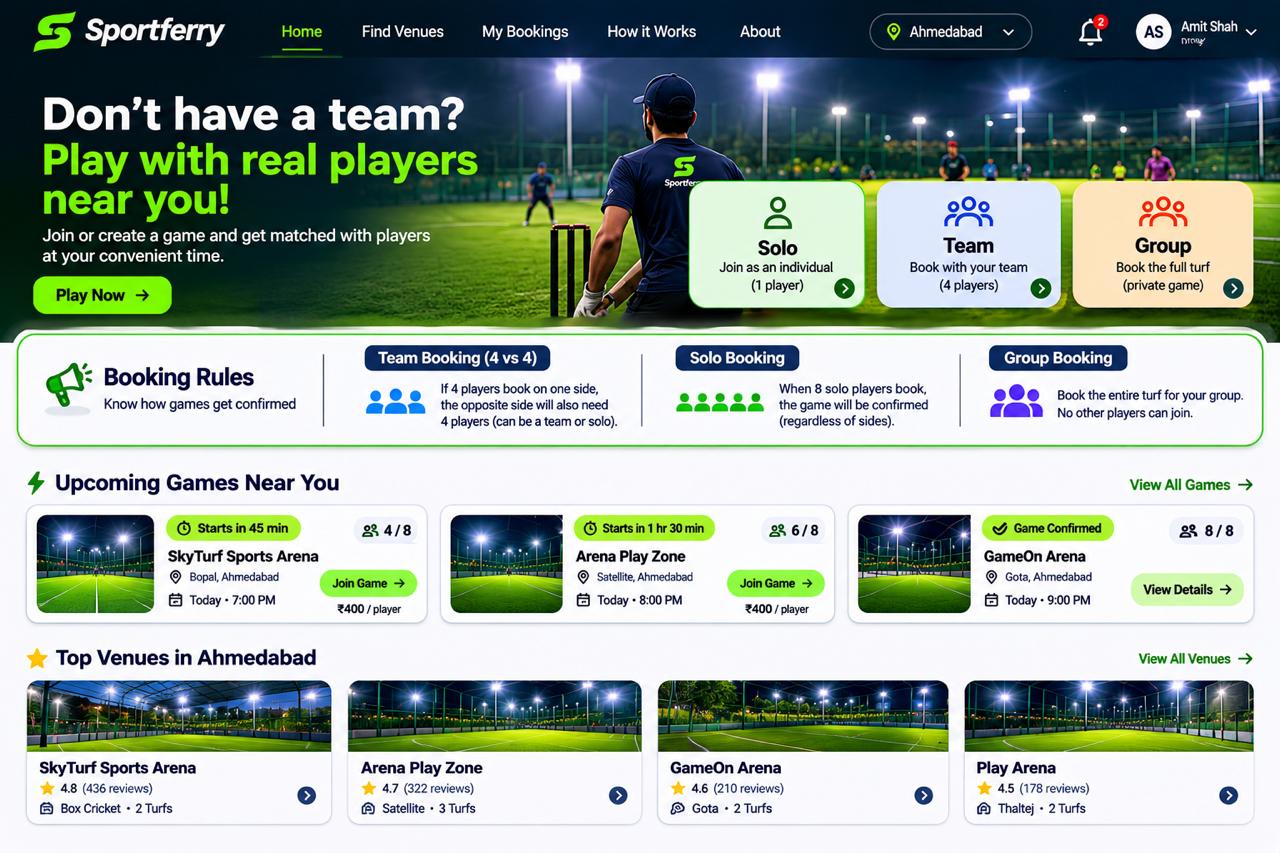 Sportferry
Home
Find Venues
My Bookings
How it Works
About
Ahmedabad
2
AS
Amit Shah
Don't have a team?
Play with real players
near you!
Join or create a game and get matched with players
at your convenient time.
Play Now
Solo
Join as an individual
(1 player)
Team
Book with your team
(4 players)
Group
Book the full turf
(private game)
Booking Rules
Know how games get confirmed
Team Booking (4 vs 4)
If 4 players book on one side,
the opposite side will also need
4 players (can be a team or solo).
Solo Booking
When 8 solo players book,
the game will be confirmed
(regardless of sides).
Group Booking
Book the entire turf for your group.
No other players can join.
Upcoming Games Near You
View All Games
Starts in 45 min
4 / 8
SkyTurf Sports Arena
Bopal, Ahmedabad
Today • 7:00 PM
Join Game
₹400 / player
Starts in 1 hr 30 min
6 / 8
Arena Play Zone
Satellite, Ahmedabad
Today • 8:00 PM
Join Game
₹400 / player
Game Confirmed
8 / 8
GameOn Arena
Gota, Ahmedabad
Today • 9:00 PM
View Details
Top Venues in Ahmedabad
View All Venues
SkyTurf Sports Arena
4.8 (436 reviews)
Box Cricket • 2 Turfs
Arena Play Zone
4.7 (322 reviews)
Satellite • 3 Turfs
GameOn Arena
4.6 (210 reviews)
Gota • 2 Turfs
Play Arena
4.5 (178 reviews)
Thaltej • 2 Turfs